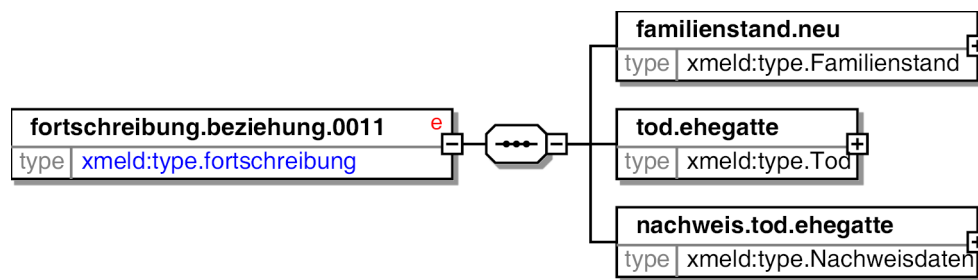 familienstand.neu
type xmeld:type.Familienstand
fortschreibung.beziehung.0011 e
type xmeld:type.fortschreibung
tod.ehegatte
type xmeld:type.Tod
nachweis.tod.ehegatte
type xmeld:type.Nachweisdaten